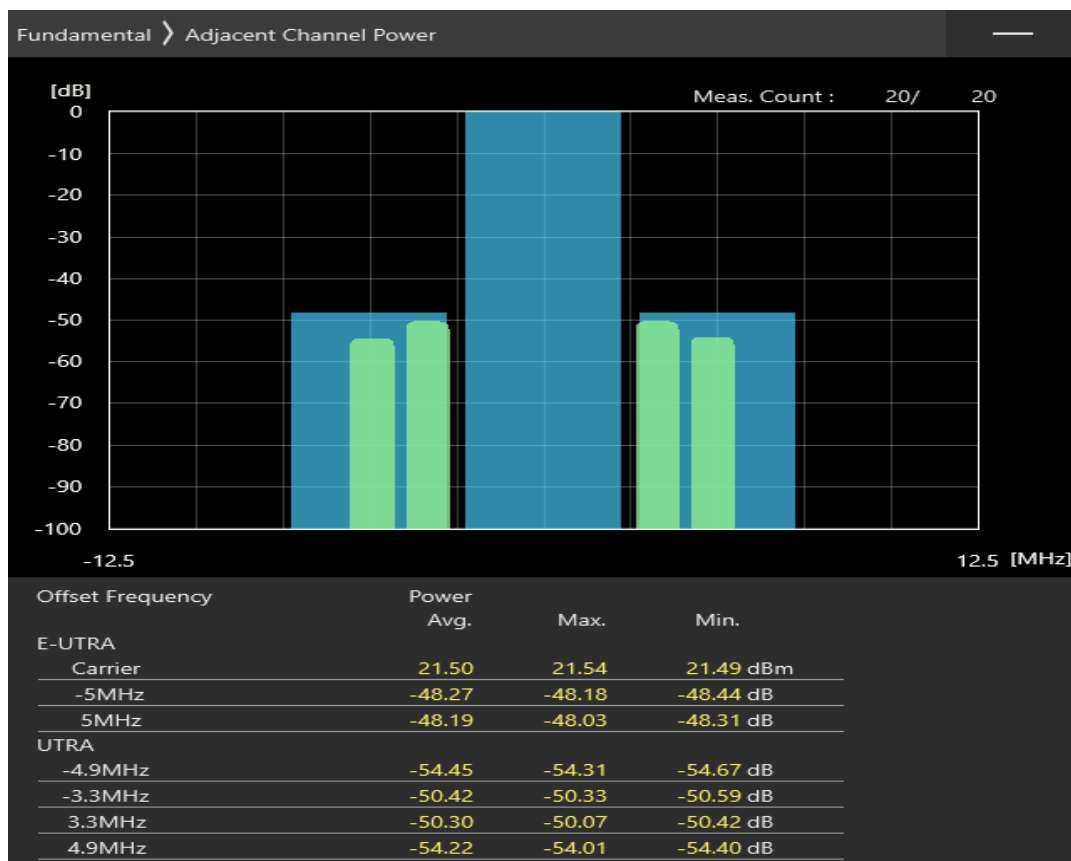 Fundamental ❯ Adjacent Channel Power
[dB]
Meas. Count : 20/ 20
0
-10
-20
-30
-40
-50
-60
-70
-80
-90
-100
-12.5 12.5 [MHz]
Offset Frequency Power
Avg. Max. Min.
E-UTRA
Carrier 21.50 21.54 21.49 dBm
-5MHz -48.27 -48.18 -48.44 dB
5MHz -48.19 -48.03 -48.31 dB
UTRA
-4.9MHz -54.45 -54.31 -54.67 dB
-3.3MHz -50.42 -50.33 -50.59 dB
3.3MHz -50.30 -50.07 -50.42 dB
4.9MHz -54.22 -54.01 -54.40 dB